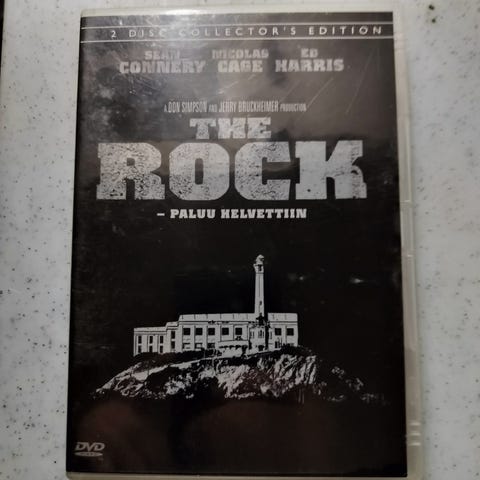 2 DISC COLLECTOR'S EDITION
SEAN NICOLAS ED
CONNERY CAGE HARRIS
A DON SIMPSON AND JERRY BRUCKHEIMER PRODUCTION
THE
ROCK
– PALUU HELVETTIIN
DVD
VIDEO